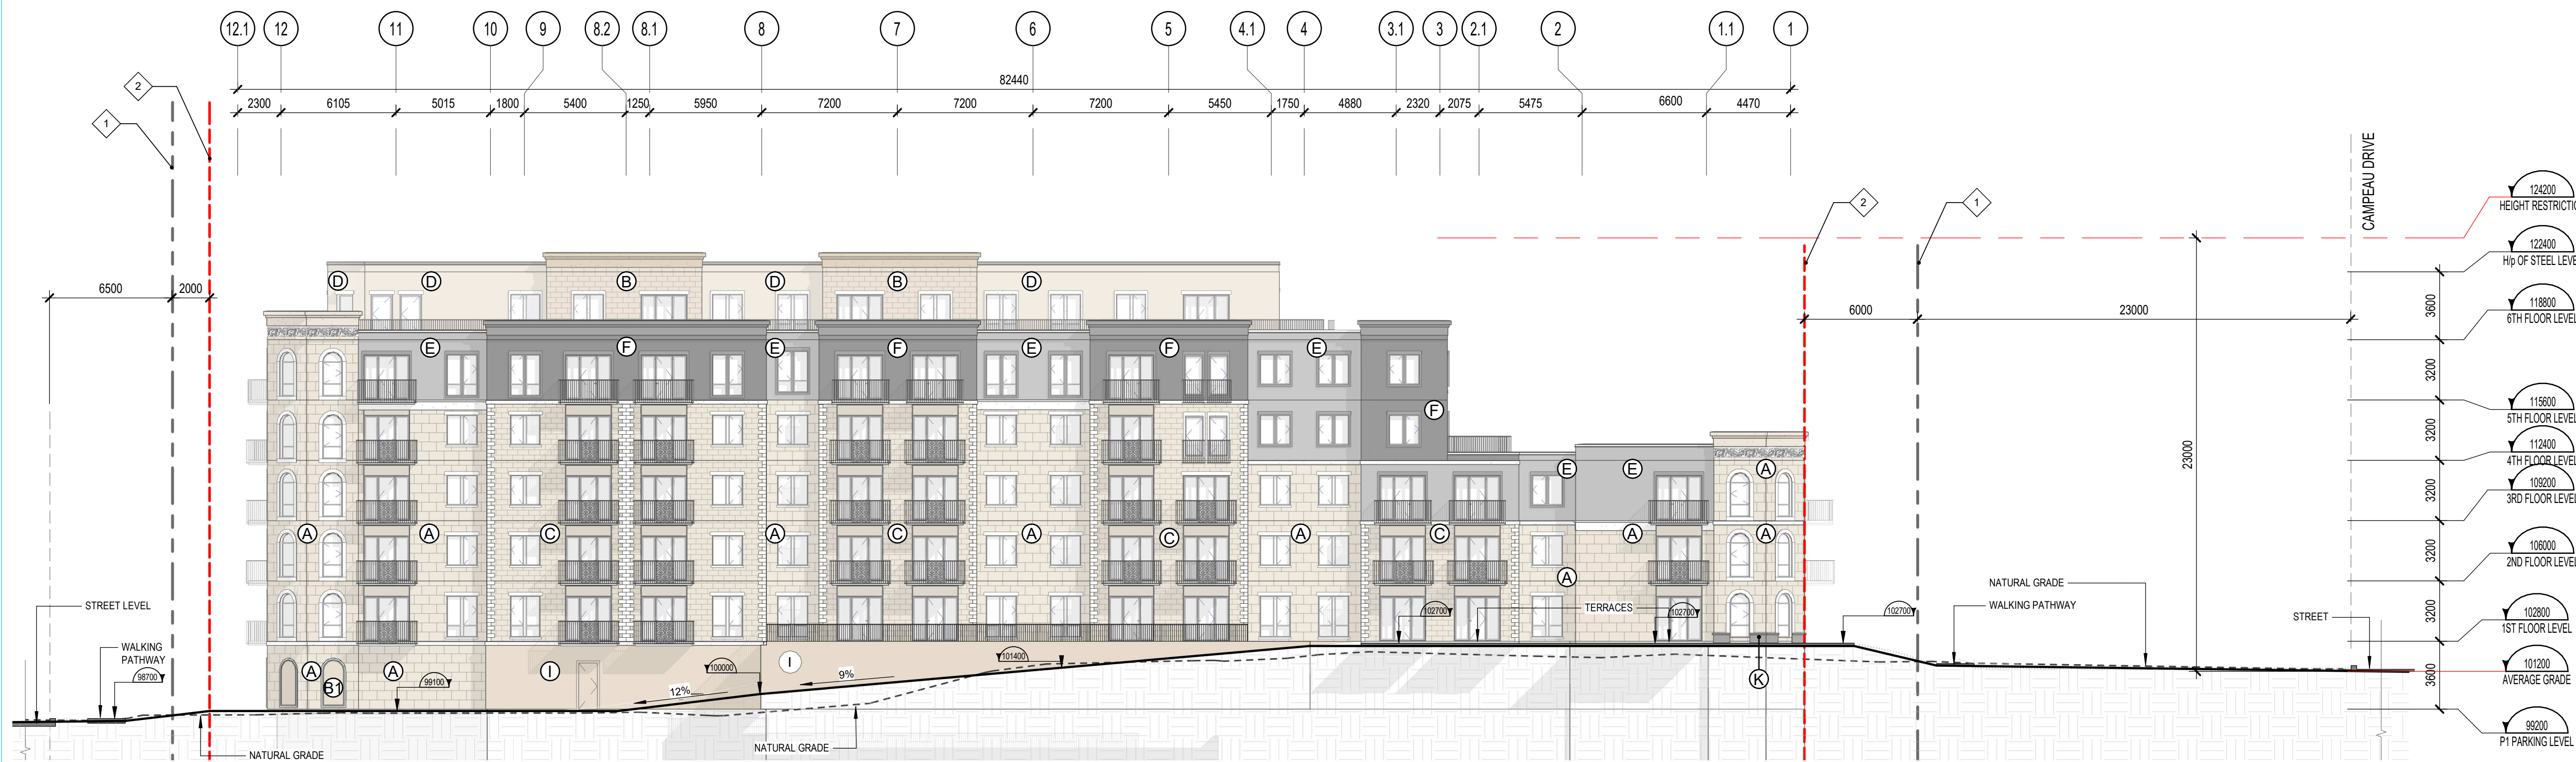 12.1 12 11 10 9 8.2 8.1 8 7 6 5 4.1 4 3.1 3 2.1 2 1.1 1
82440
2300 6105 5015 1800 5400 1250 5950 7200 7200 7200 5450 1750 4880 2320 2075 5475 6600 4470
2
1
CAMPEAU DRIVE
2
1
124200
HEIGHT RESTRICTIO
122400
H/p OF STEEL LEVE
118800
6TH FLOOR LEVEL
115600
5TH FLOOR LEVEL
112400
4TH FLOOR LEVEL
109200
3RD FLOOR LEVEL
106000
2ND FLOOR LEVEL
102800
1ST FLOOR LEVEL
101200
AVERAGE GRADE
99200
P1 PARKING LEVEL
3600
3200
3200
3200
3200
3200
3600
23000
6500 2000
6000 23000
D D B D B D
E F E F E F E
F
E E A
A A C A C A C A C A A
A
STREET LEVEL
WALKING
PATHWAY
98700
NATURAL GRADE
A B1 A
99100
I
100000
12%
I
9%
101400
NATURAL GRADE
102700
TERRACES
102700
102700
K
NATURAL GRADE
WALKING PATHWAY
STREET